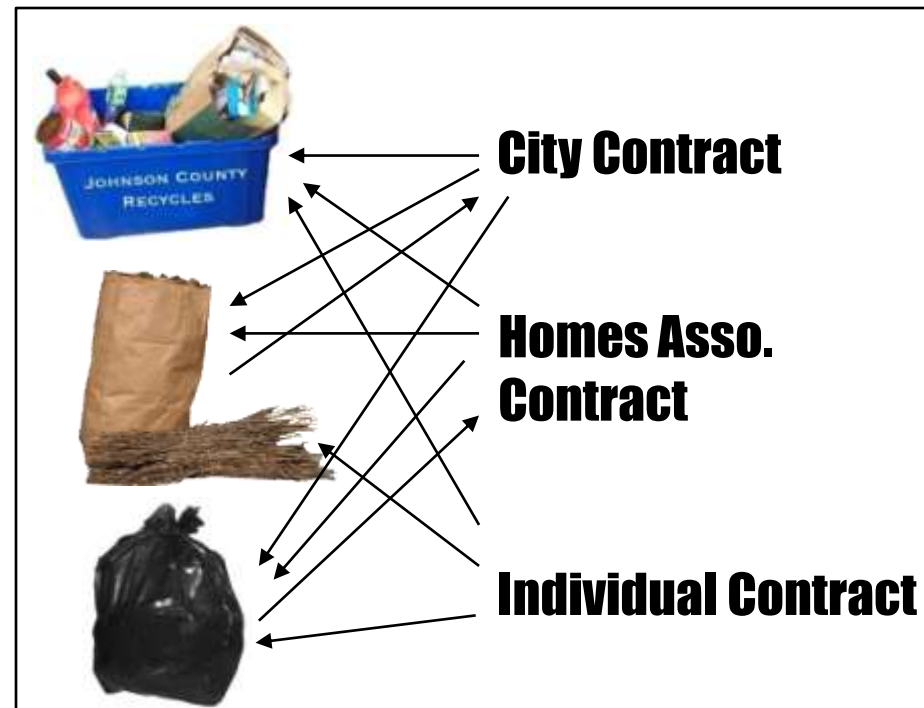 JOHNSON COUNTY
RECYCLES
City Contract
Homes Asso.
Contract
Individual Contract